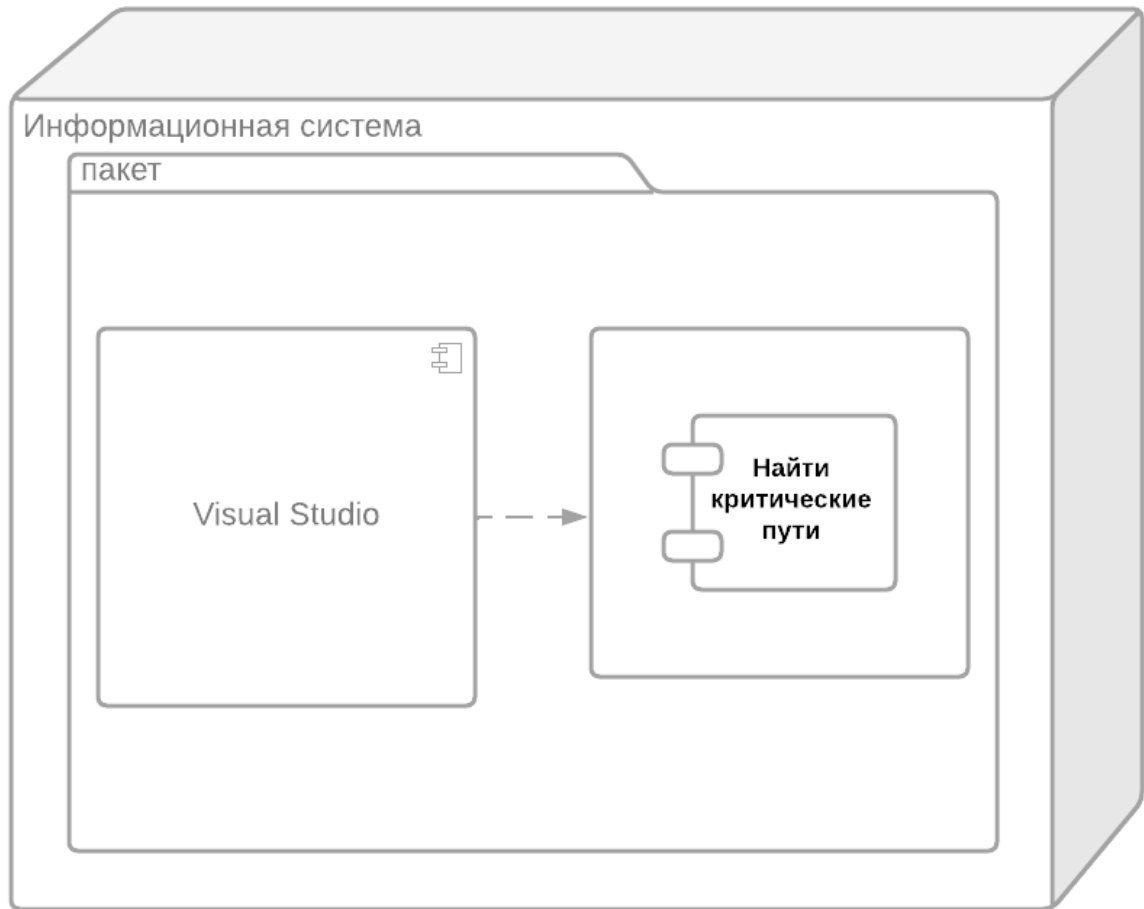 Информационная система
пакет
Visual Studio
Найти
критические
пути